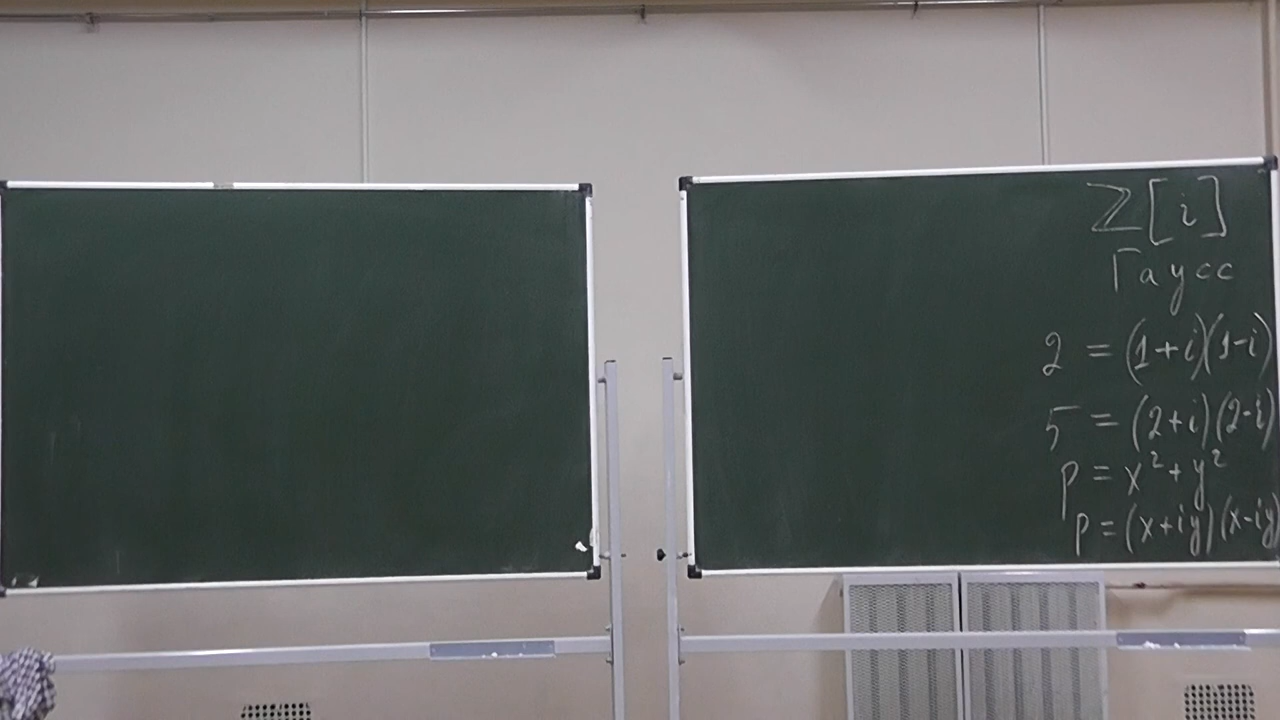 ℤ[i]
Гаусс
2 = (1+i)(1-i)
5 = (2+i)(2-i)
p = x² + y²
p = (x+iy)(x-iy)